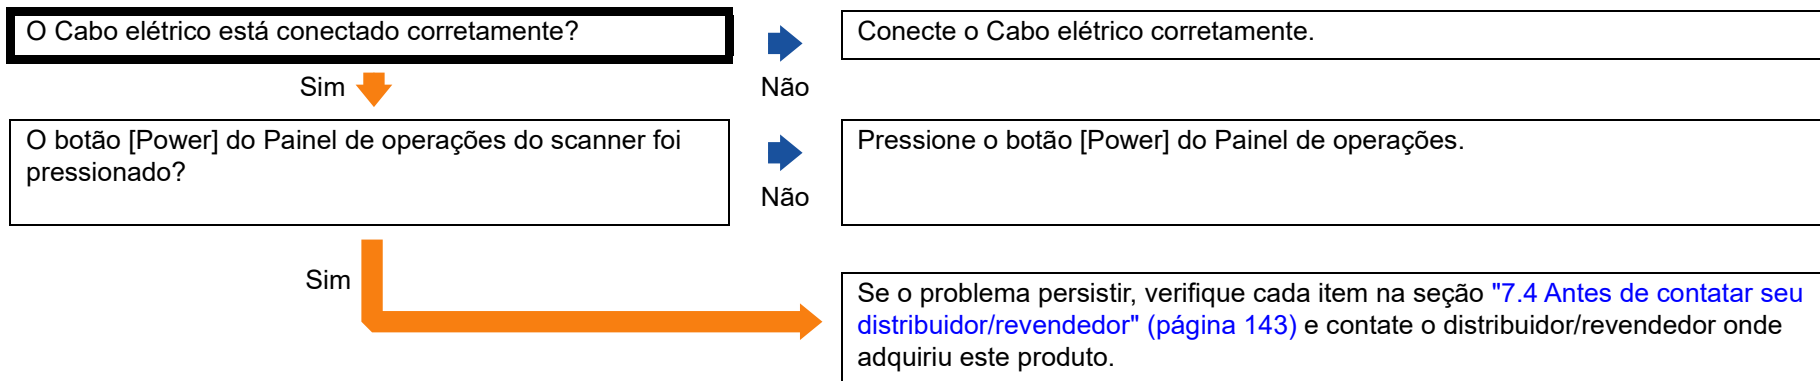 O Cabo elétrico está conectado corretamente?
Conecte o Cabo elétrico corretamente.
Sim
Não
O botão [Power] do Painel de operações do scanner foi
pressionado?
Pressione o botão [Power] do Painel de operações.
Não
Sim
Se o problema persistir, verifique cada item na seção "7.4 Antes de contatar seu
distribuidor/revendedor" (página 143) e contate o distribuidor/revendedor onde
adquiriu este produto.